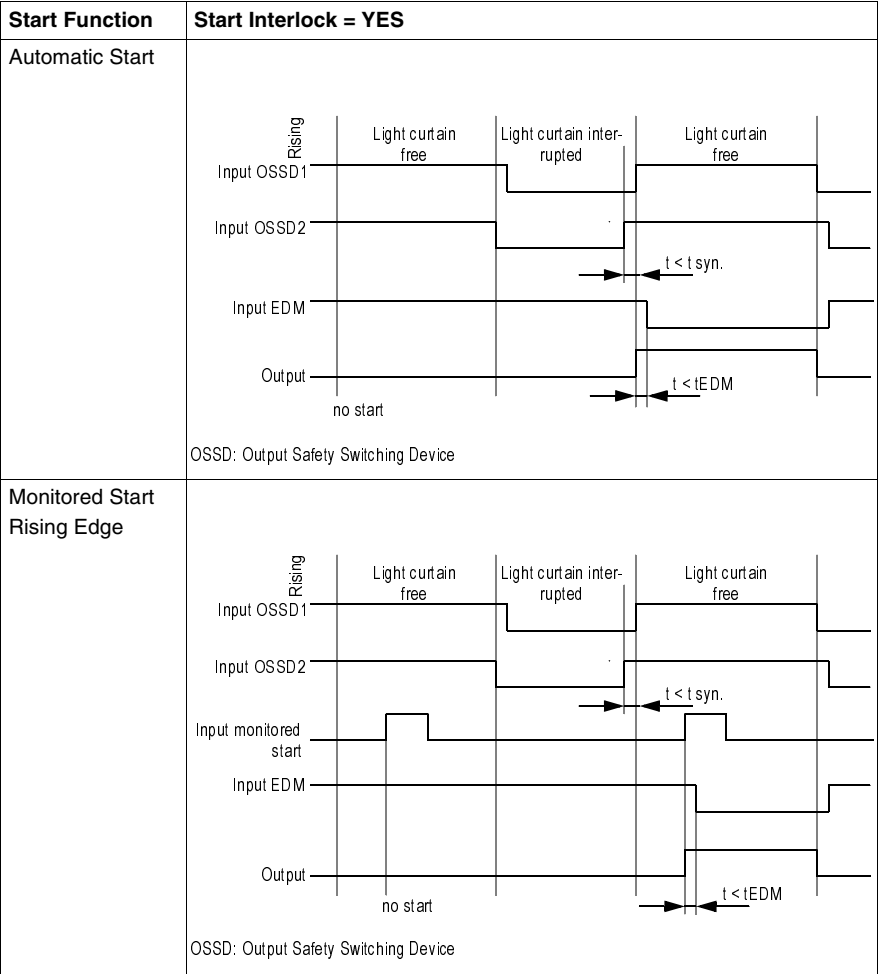 Start Function
Start Interlock = YES
Automatic Start
Rising
Light curtain
free
Light curtain inter-
rupted
Light curtain
free
Input OSSD1
Input OSSD2
t < t syn.
Input EDM
Output
t < tEDM
no start
OSSD: Output Safety Switching Device
Monitored Start
Rising Edge
Rising
Light curtain
free
Light curtain inter-
rupted
Light curtain
free
Input OSSD1
Input OSSD2
t < t syn.
Input monitored
start
Input EDM
Output
t < tEDM
no start
OSSD: Output Safety Switching Device